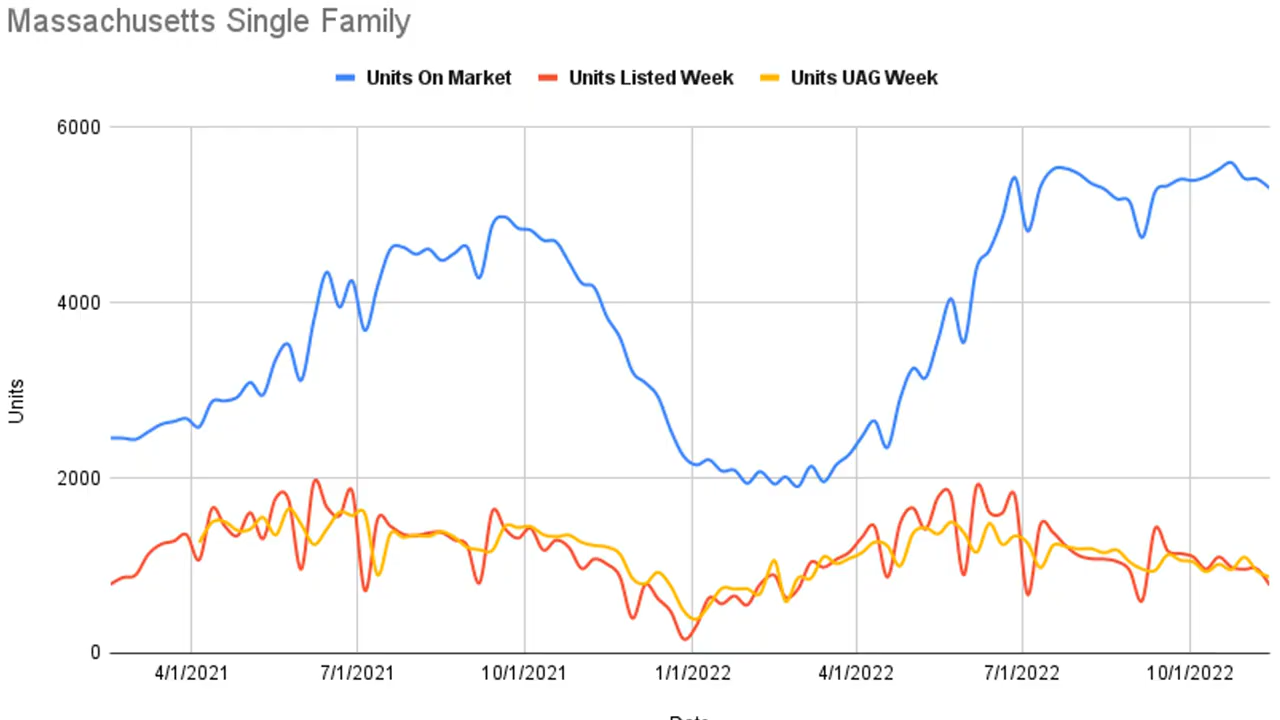 Massachusetts Single Family
Units On Market Units Listed Week Units UAG Week
6000
4000
2000
0
Units
4/1/2021 7/1/2021 10/1/2021 1/1/2022 4/1/2022 7/1/2022 10/1/2022